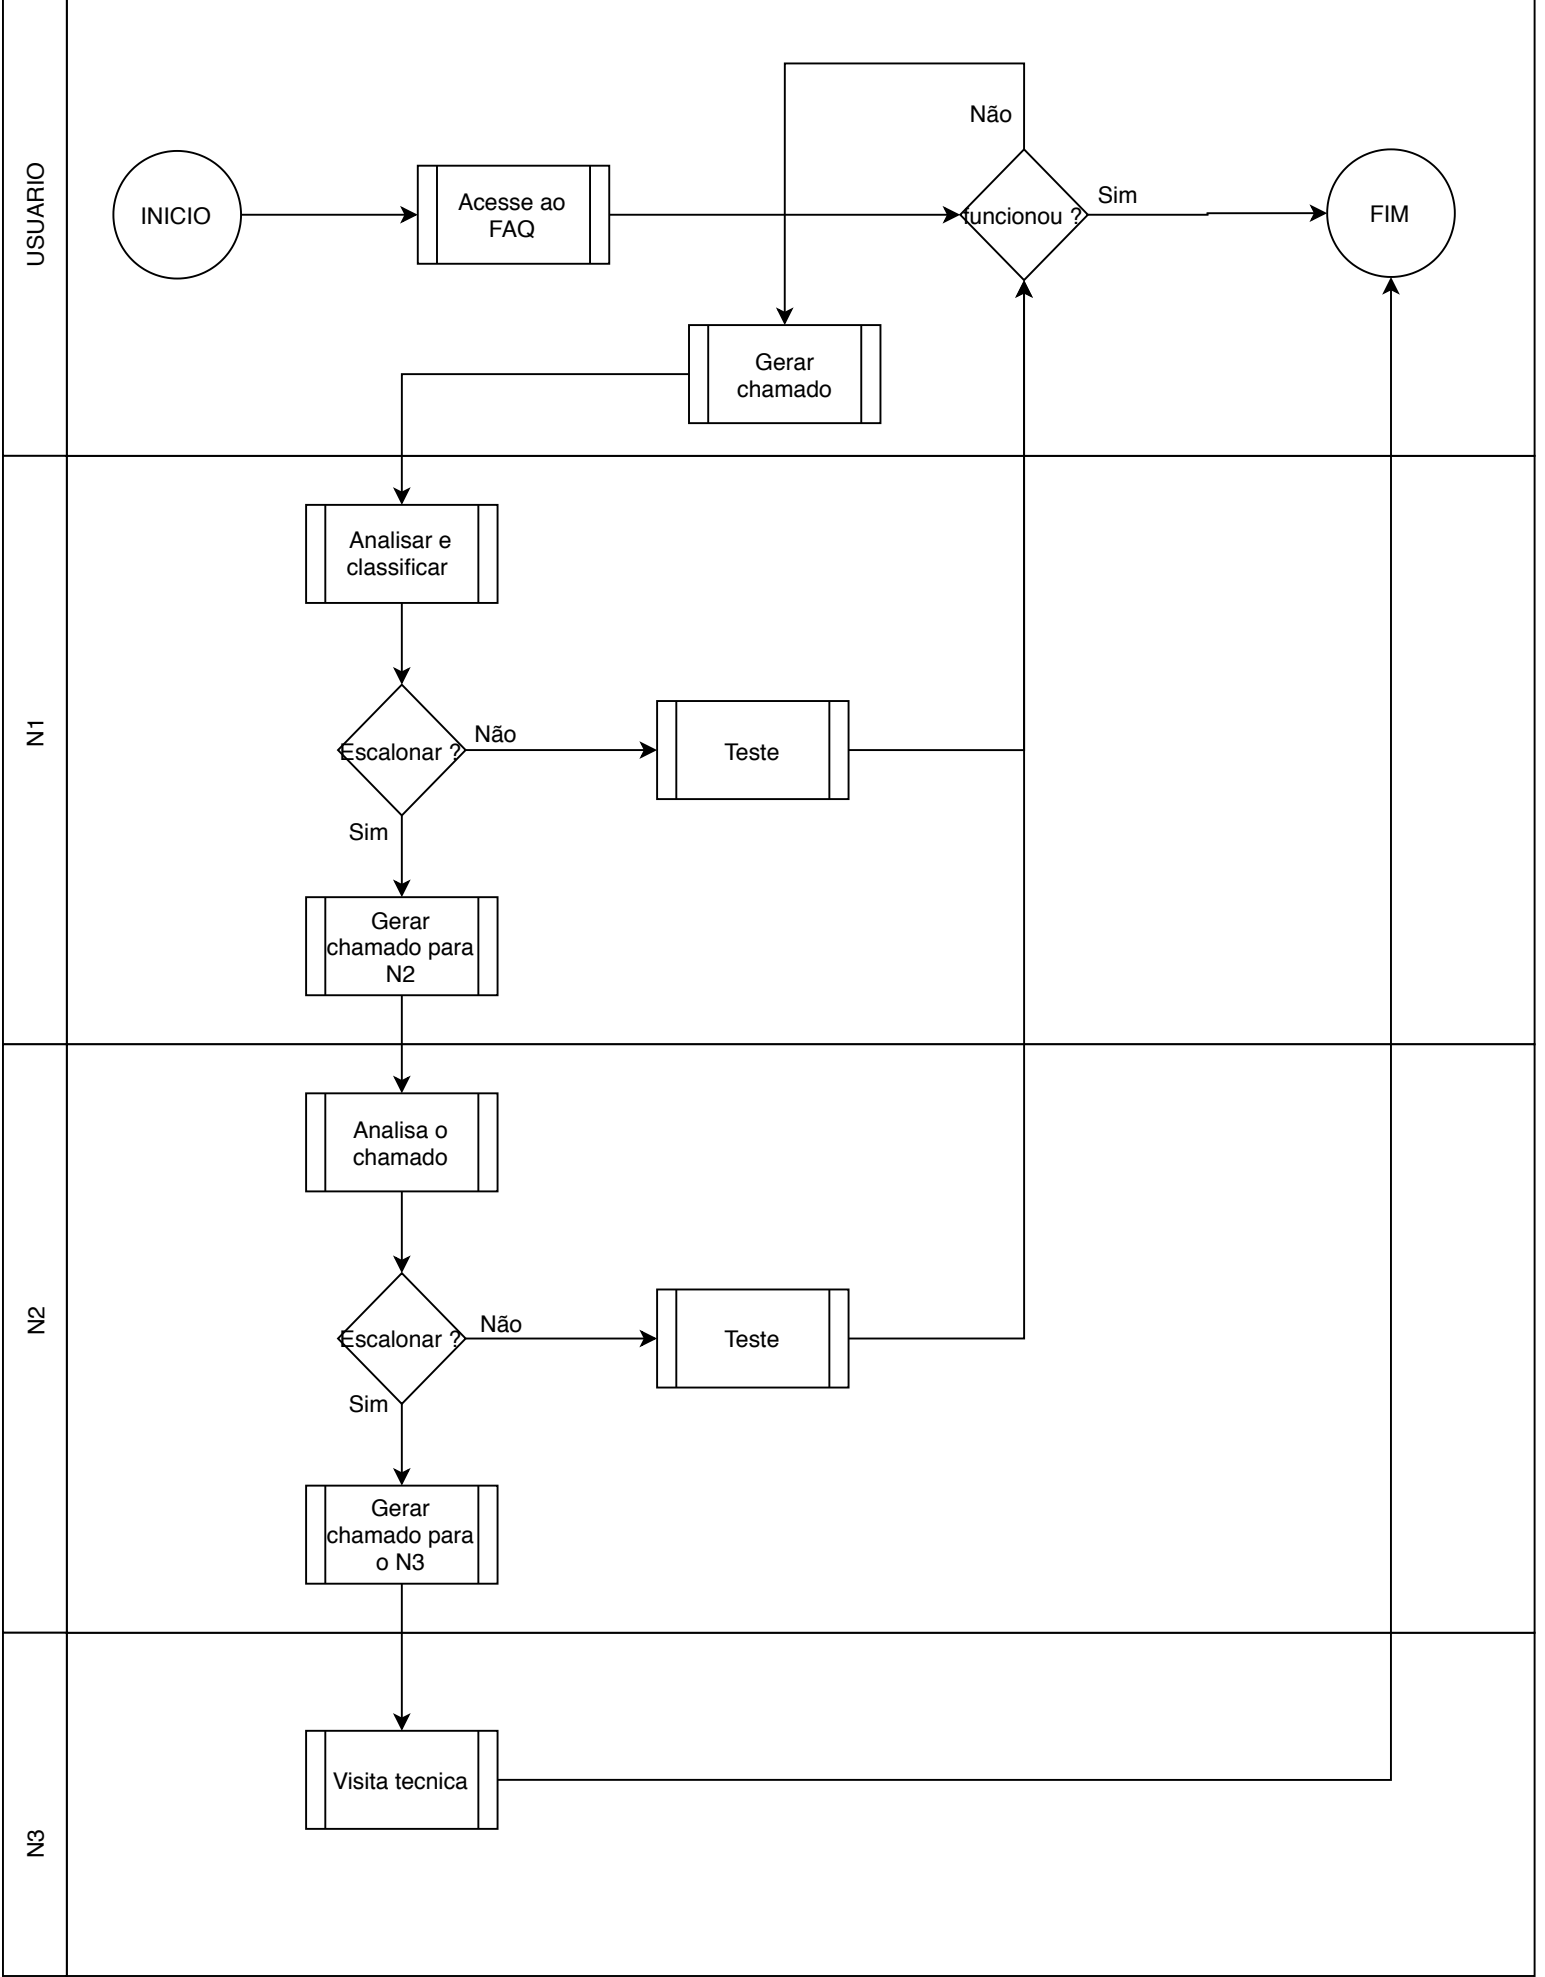 USUARIO
INICIO
Acesse ao
FAQ
Não
funcionou ?
Sim
FIM
Gerar
chamado
N1
Analisar e
classificar
Escalonar ?
Não
Teste
Sim
Gerar
chamado para
N2
N2
Analisa o
chamado
Escalonar ?
Não
Teste
Sim
Gerar
chamado para
o N3
N3
Visita tecnica